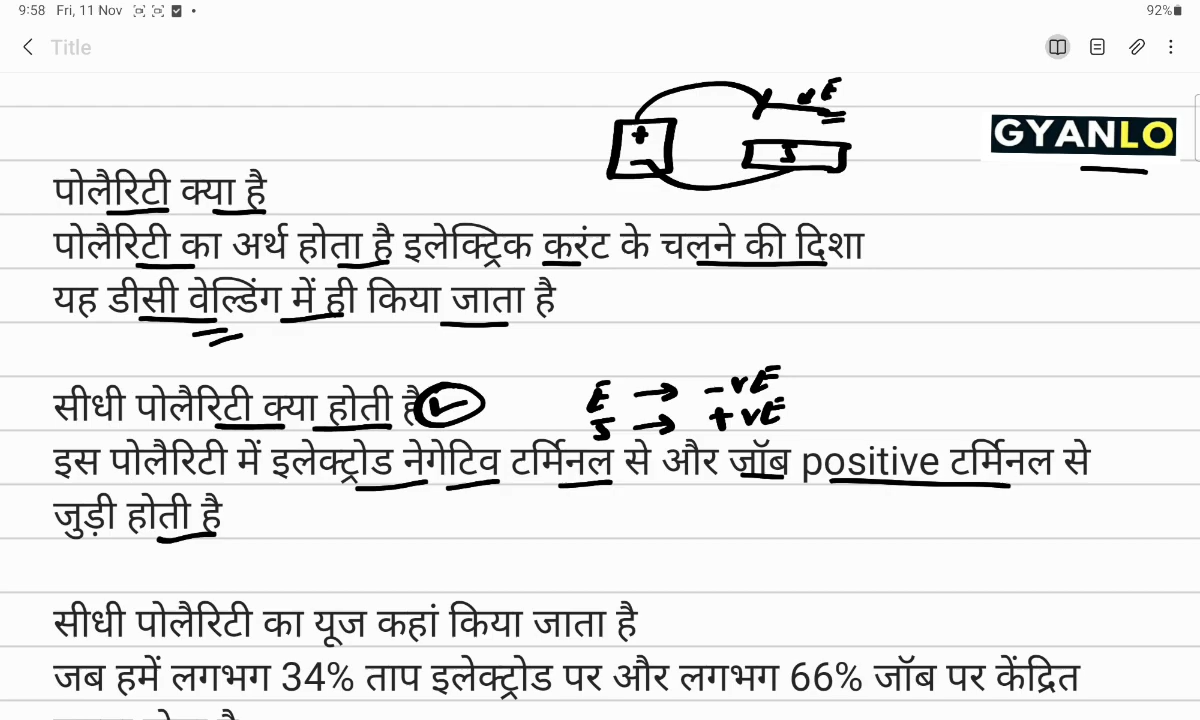 9:58 Fri, 11 Nov
92%
Title
E
+
-
S
GYANLO
पोलैरिटी क्या है
पोलैरिटी का अर्थ होता है इलेक्ट्रिक करंट के चलने की दिशा
यह डीसी वेल्डिंग में ही किया जाता है
सीधी पोलैरिटी क्या होती है
E → -vE
S → +vE
इस पोलैरिटी में इलेक्ट्रोड नेगेटिव टर्मिनल से और जॉब positive टर्मिनल से
जुड़ी होती है
सीधी पोलैरिटी का यूज कहां किया जाता है
जब हमें लगभग 34% ताप इलेक्ट्रोड पर और लगभग 66% जॉब पर केंद्रित